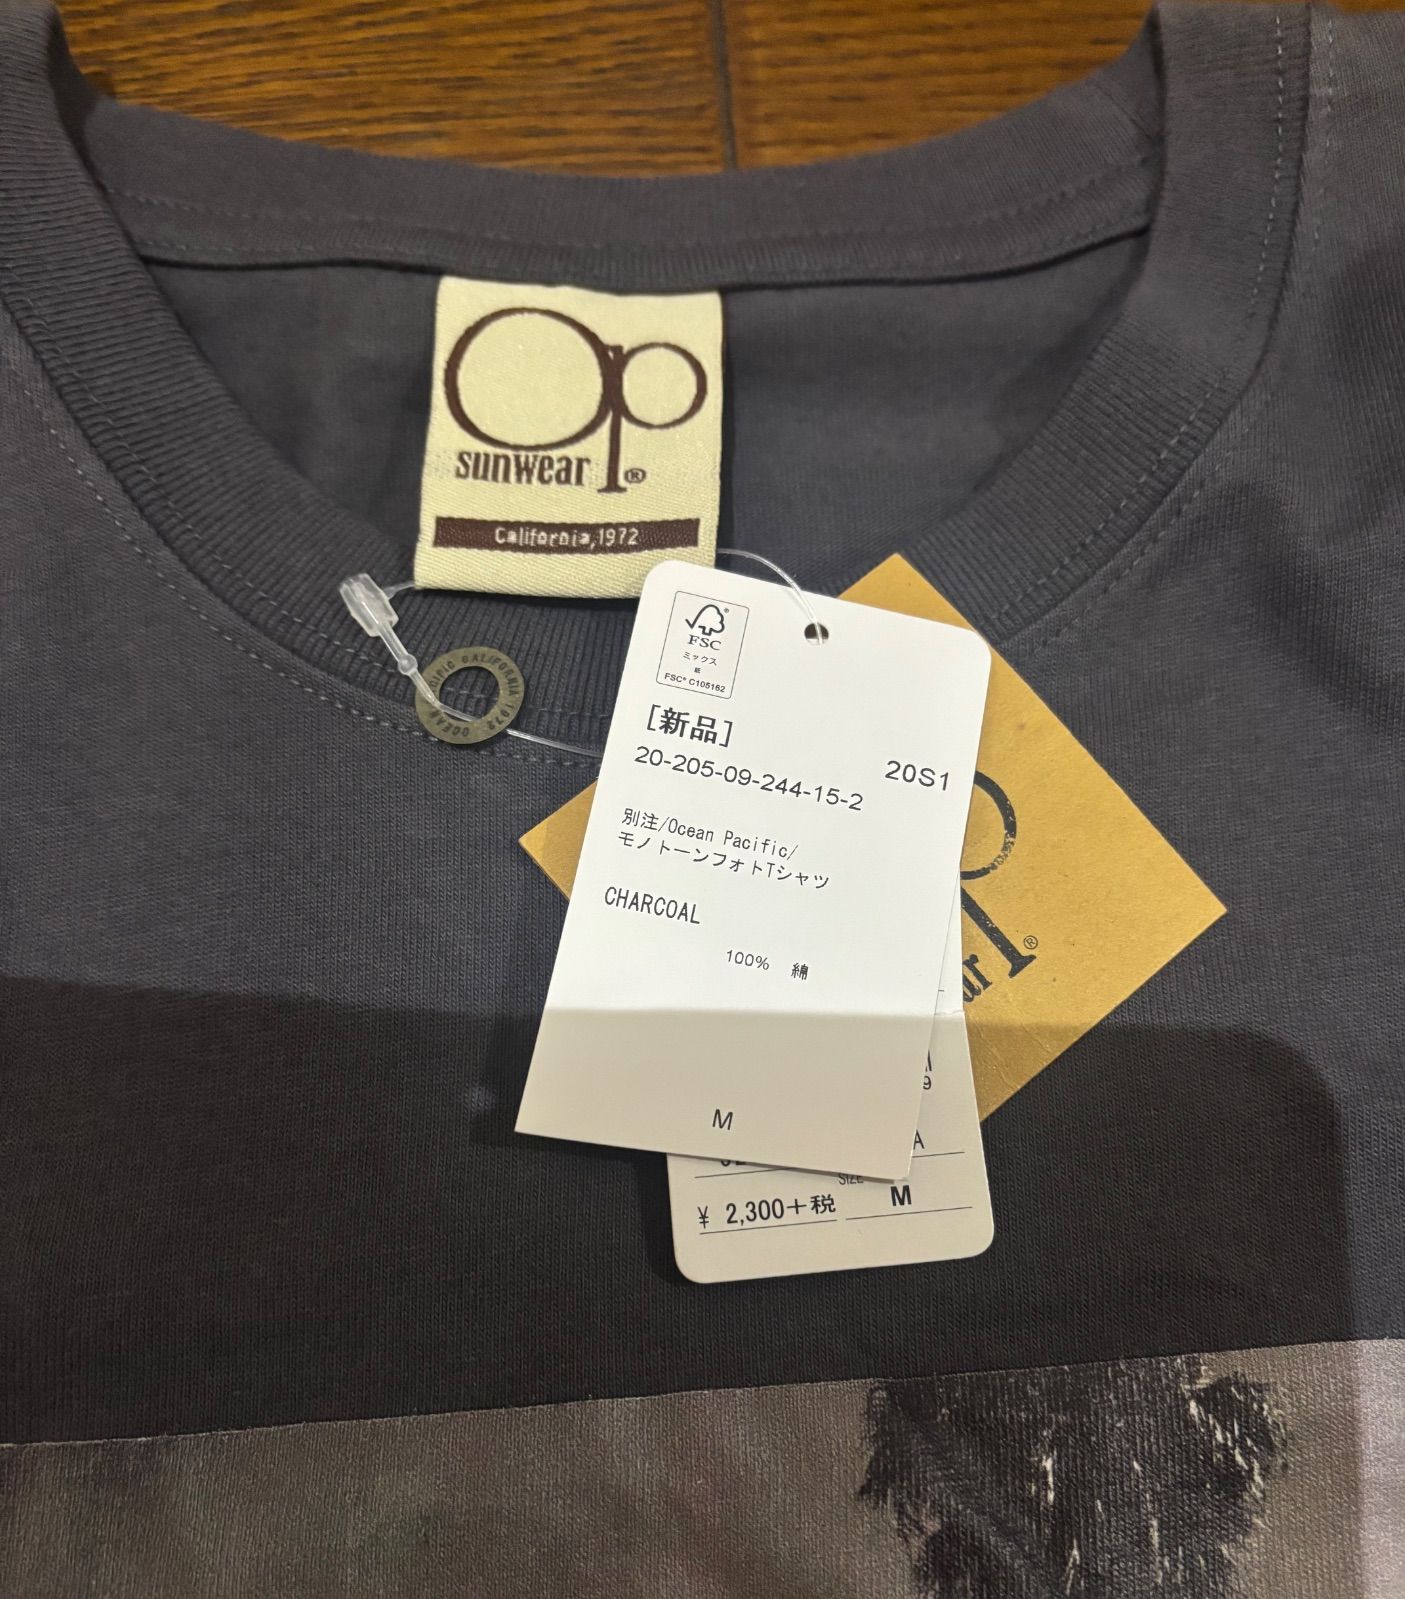 Op
sunwear®
California,1972
OCEAN PACIFIC CALIFORNIA 1972
FSC®
ミックス
紙
FSC® C105162
[新品]
20-205-09-244-15-2
20S1
別注/Ocean Pacific/
モノトーンフォトTシャツ
CHARCOAL
100% 綿
M
9
A
SIZE
¥ 2,300+税
M
®